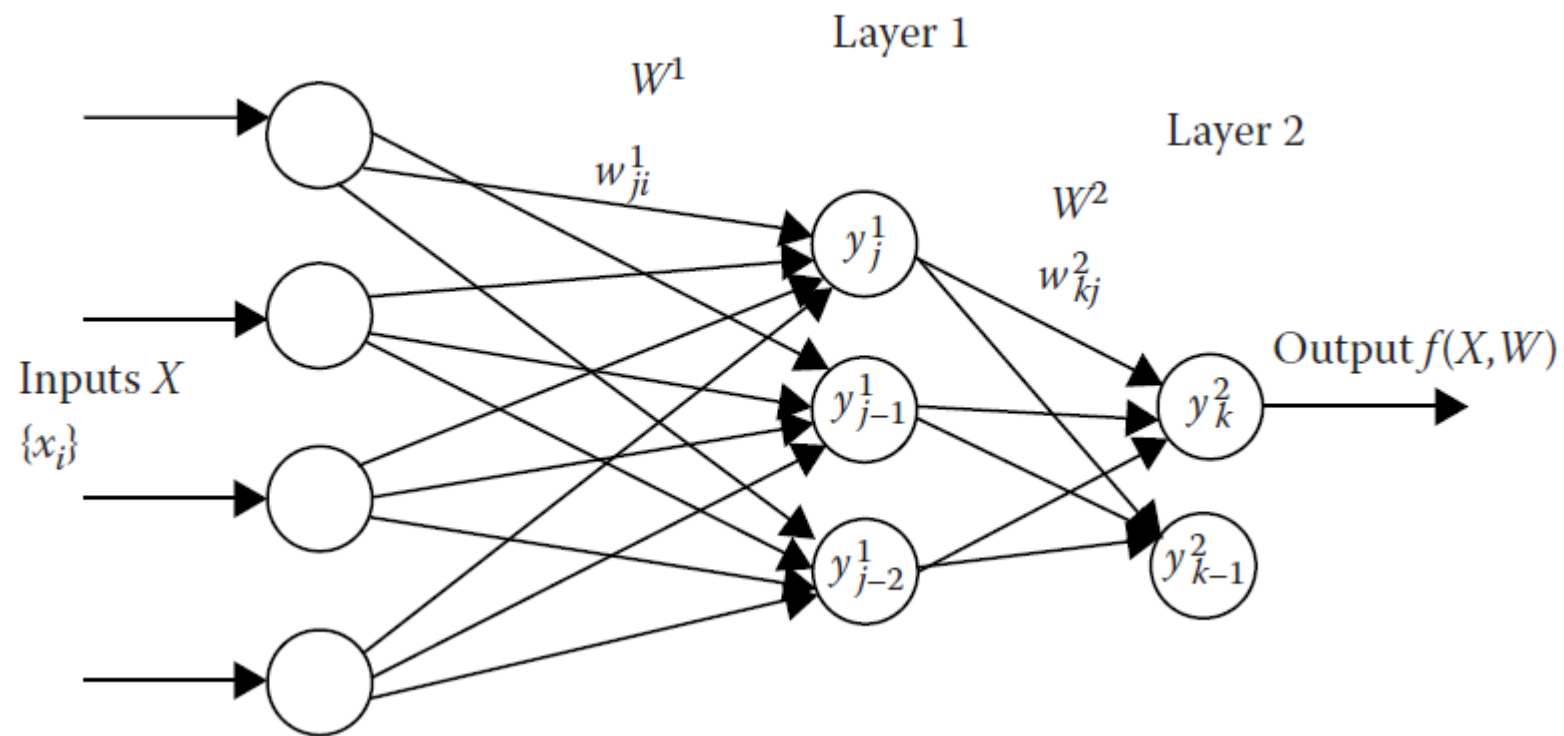 Layer 1
W¹
Layer 2
w¹ji
W²
y¹j
w²kj
Output f(X,W)
Inputs X
{xi}
y¹j–1
y²k
y¹j–2
y²k–1